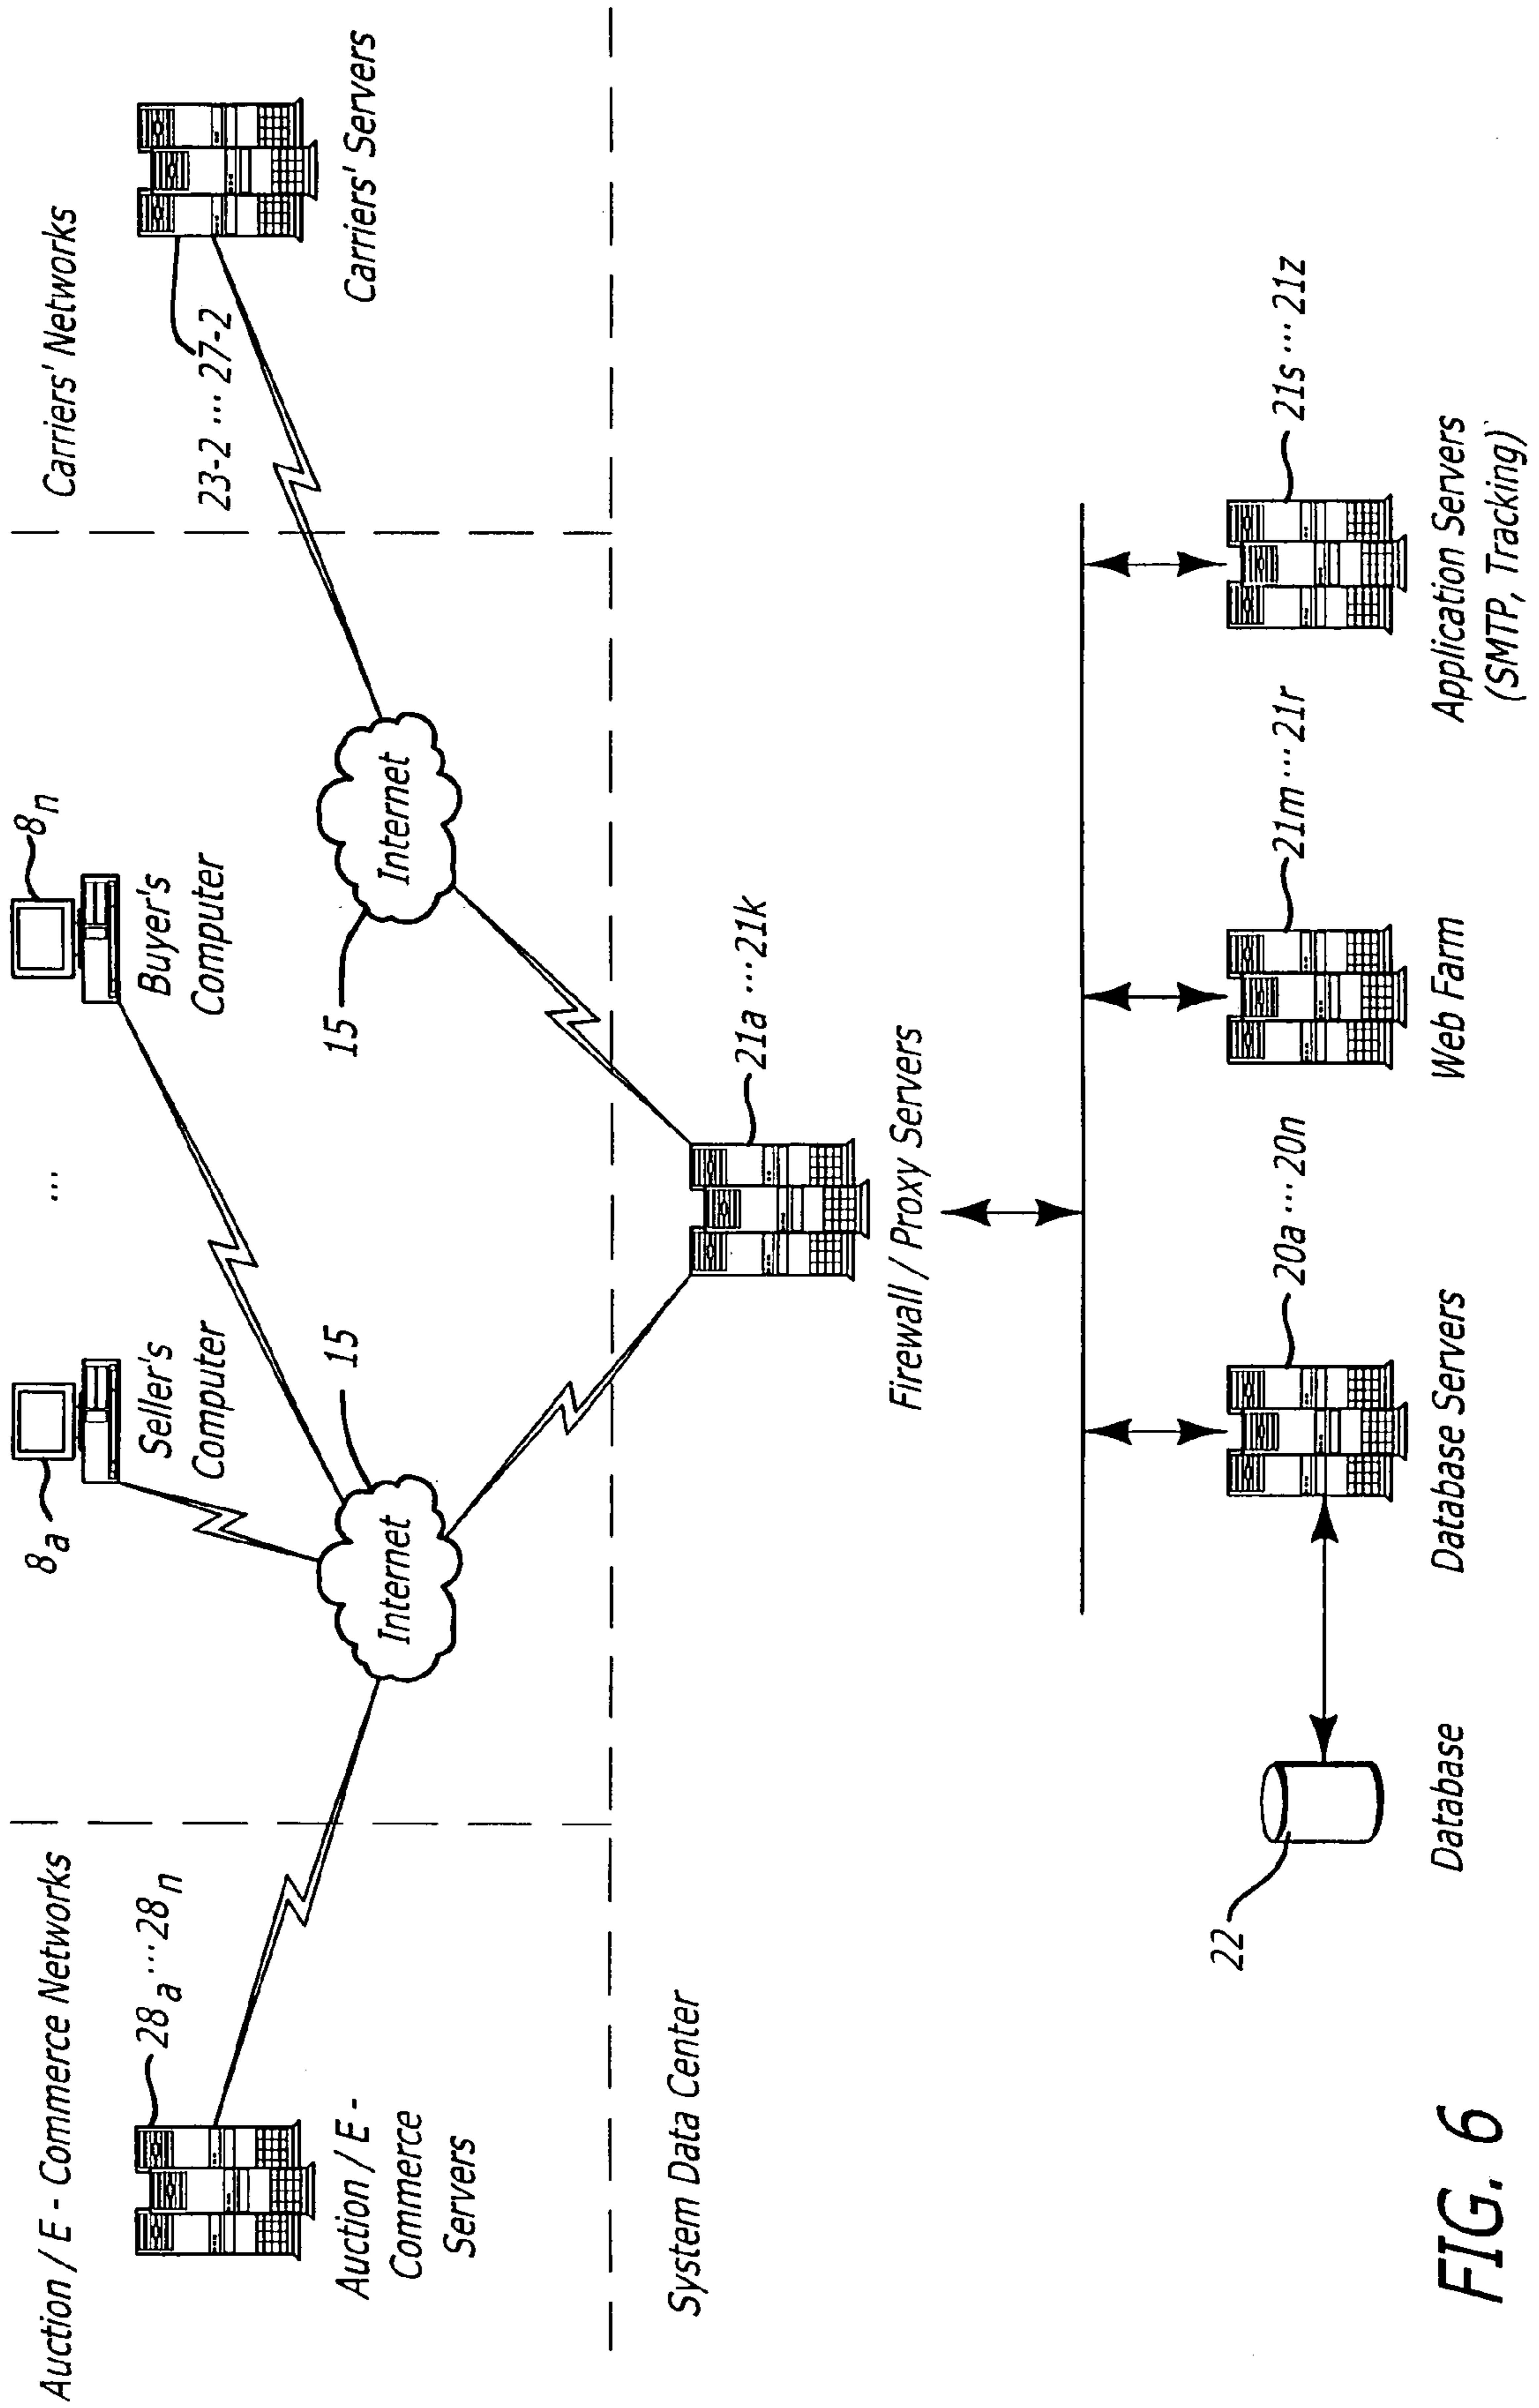 Auction / E - Commerce Networks
Carriers' Networks
8a
8n
28a ... 28n
Seller's
Computer
...
Buyer's
Computer
23-2 ... 27-2
Auction / E -
Commerce
Servers
15
15
Carriers' Servers
Internet
Internet
System Data Center
21a ... 21k
Firewall / Proxy Servers
22
20a ... 20n
21m ... 21r
21s ... 21z
Database
Database Servers
Web Farm
Application Servers
(SMTP, Tracking)
FIG. 6